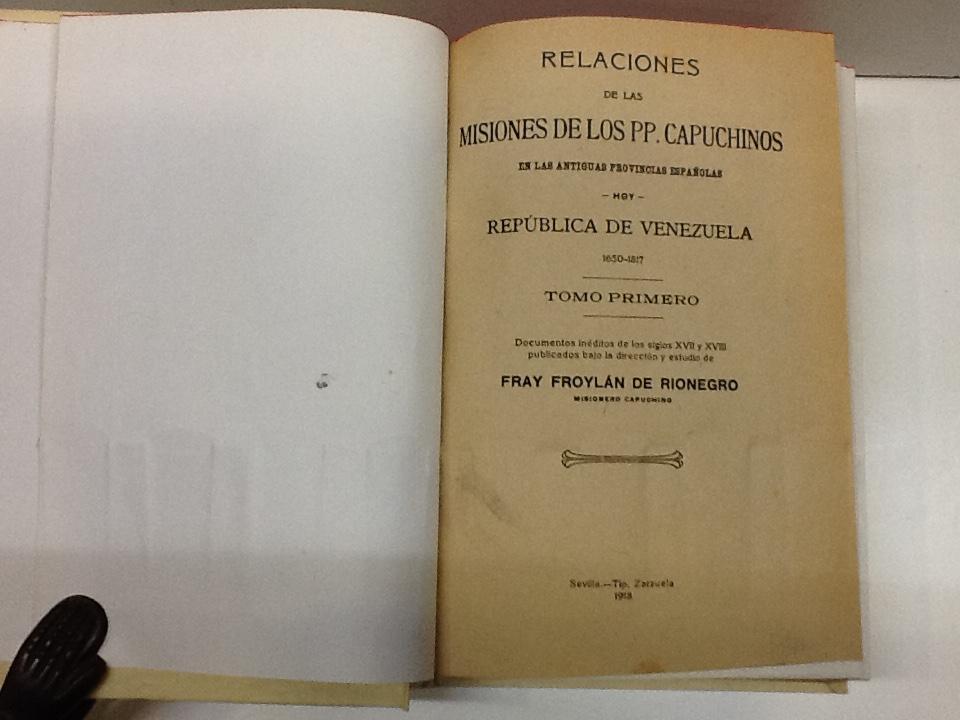 RELACIONES
DE LAS
MISIONES DE LOS PP. CAPUCHINOS
EN LAS ANTIGUAS PROVINCIAS ESPAÑOLAS
– HOY –
REPÚBLICA DE VENEZUELA
1650-1817
TOMO PRIMERO
Documentos inéditos de los siglos XVII y XVIII
publicados bajo la dirección y estudio de
FRAY FROYLÁN DE RIONEGRO
MISIONERO CAPUCHINO
Sevilla.—Tip. Zarzuela
1918